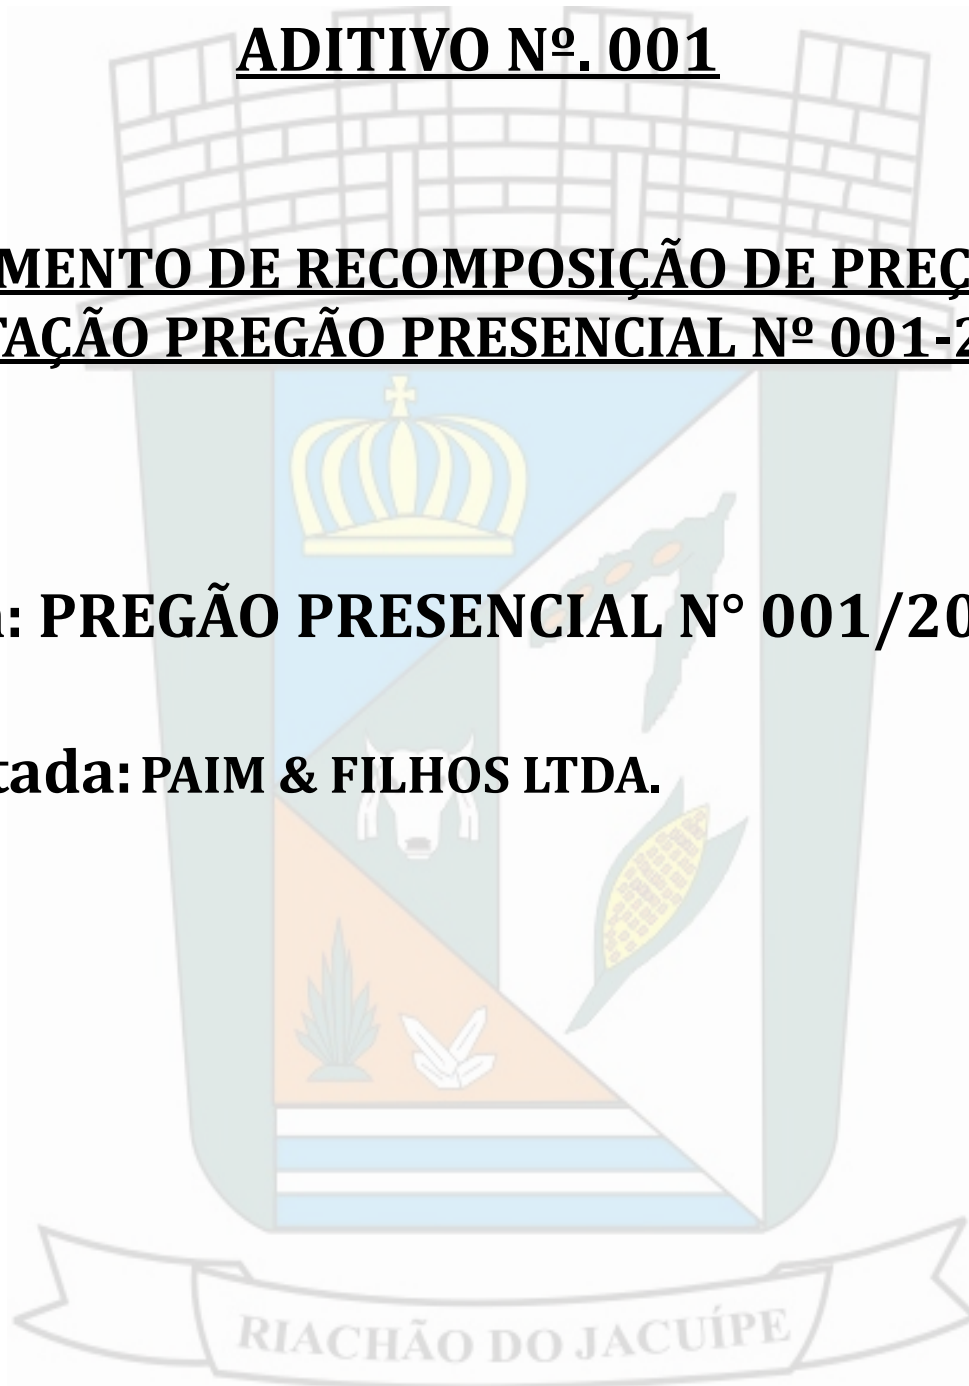 ADITIVO Nº. 001
MENTO DE RECOMPOSIÇÃO DE PREÇ
TAÇÃO PREGÃO PRESENCIAL Nº 001-2
: PREGÃO PRESENCIAL N° 001/20
tada: PAIM & FILHOS LTDA.
RIACHÃO DO JACUÍPE